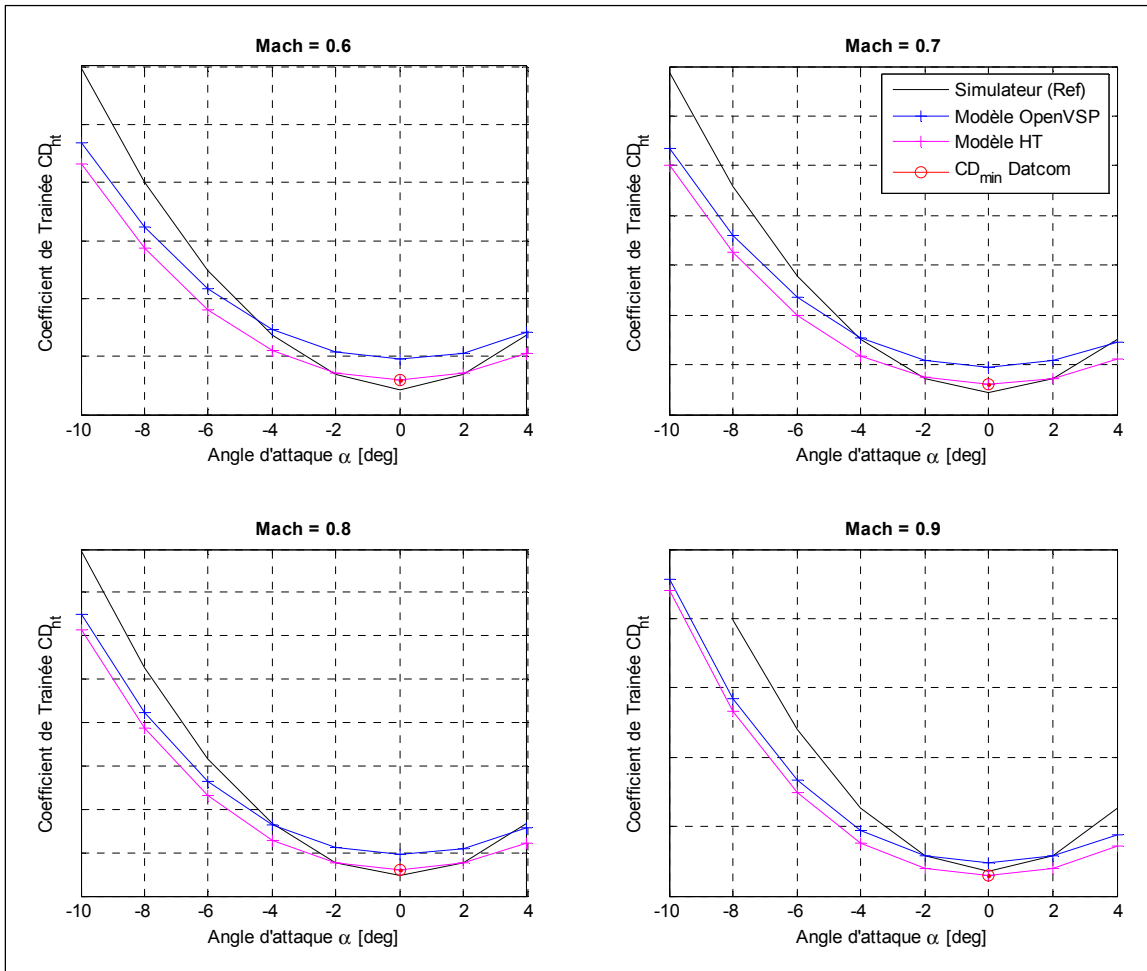 Mach = 0.6
Coefficient de Trainée CD_ht
-10 -8 -6 -4 -2 0 2 4
Angle d'attaque α [deg]
Mach = 0.7
Coefficient de Trainée CD_ht
Simulateur (Ref)
Modèle OpenVSP
Modèle HT
CD_min Datcom
-10 -8 -6 -4 -2 0 2 4
Angle d'attaque α [deg]
Mach = 0.8
Coefficient de Trainée CD_ht
-10 -8 -6 -4 -2 0 2 4
Angle d'attaque α [deg]
Mach = 0.9
Coefficient de Trainée CD_ht
-10 -8 -6 -4 -2 0 2 4
Angle d'attaque α [deg]